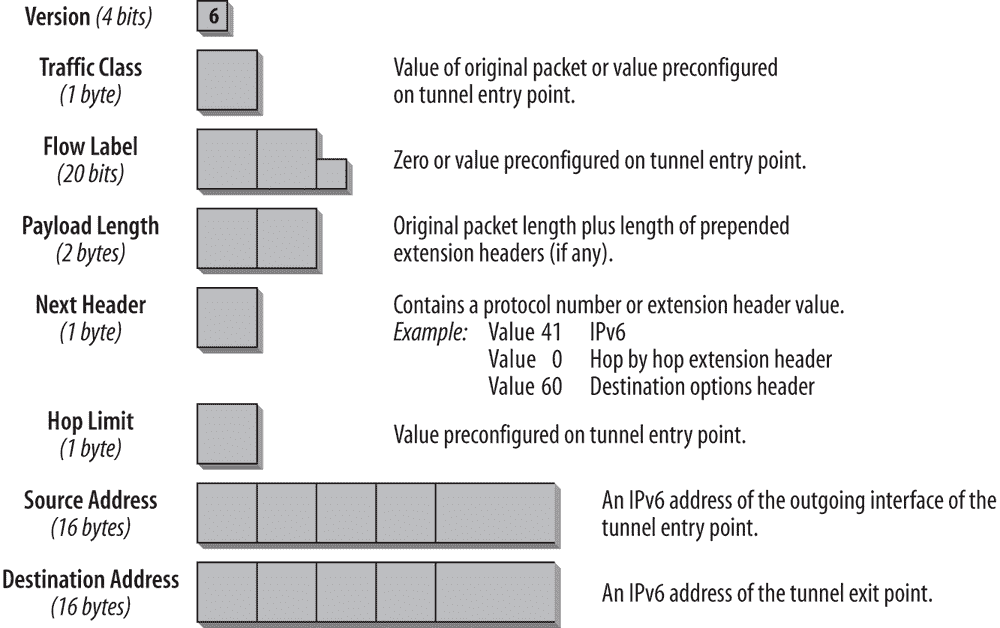 Version (4 bits)
6
Traffic Class
(1 byte)
Value of original packet or value preconfigured
on tunnel entry point.
Flow Label
(20 bits)
Zero or value preconfigured on tunnel entry point.
Payload Length
(2 bytes)
Original packet length plus length of prepended
extension headers (if any).
Next Header
(1 byte)
Contains a protocol number or extension header value.
Example: Value 41 IPv6
Value 0 Hop by hop extension header
Value 60 Destination options header
Hop Limit
(1 byte)
Value preconfigured on tunnel entry point.
Source Address
(16 bytes)
An IPv6 address of the outgoing interface of the
tunnel entry point.
Destination Address
(16 bytes)
An IPv6 address of the tunnel exit point.